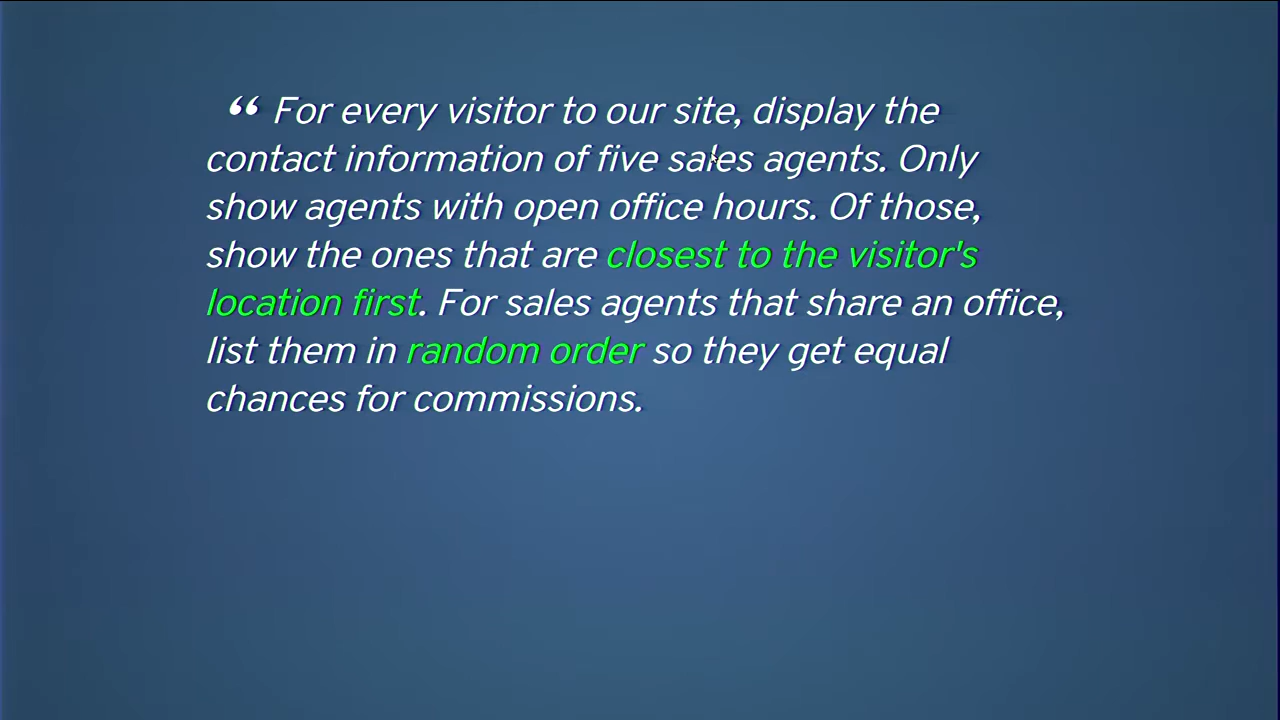 “ For every visitor to our site, display the
contact information of five sales agents. Only
show agents with open office hours. Of those,
show the ones that are closest to the visitor's
location first. For sales agents that share an office,
list them in random order so they get equal
chances for commissions.